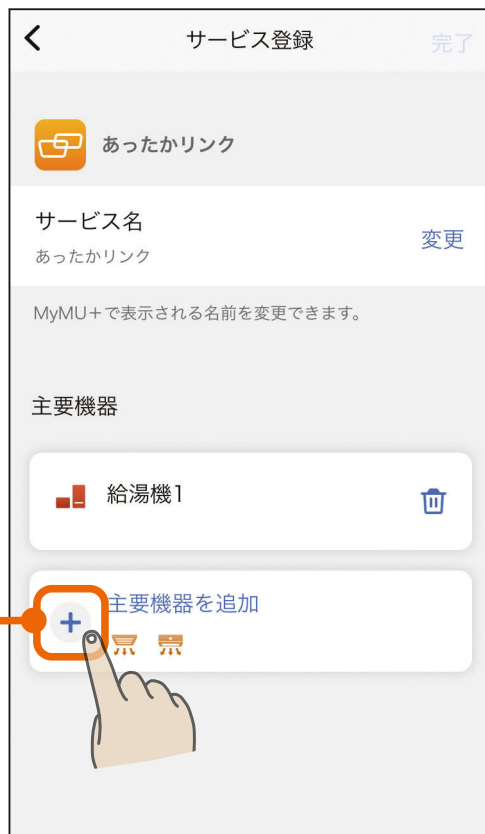 サービス登録
完了
あったかリンク
サービス名
あったかリンク
変更
MyMU+で表示される名前を変更できます。
主要機器
給湯機1
主要機器を追加